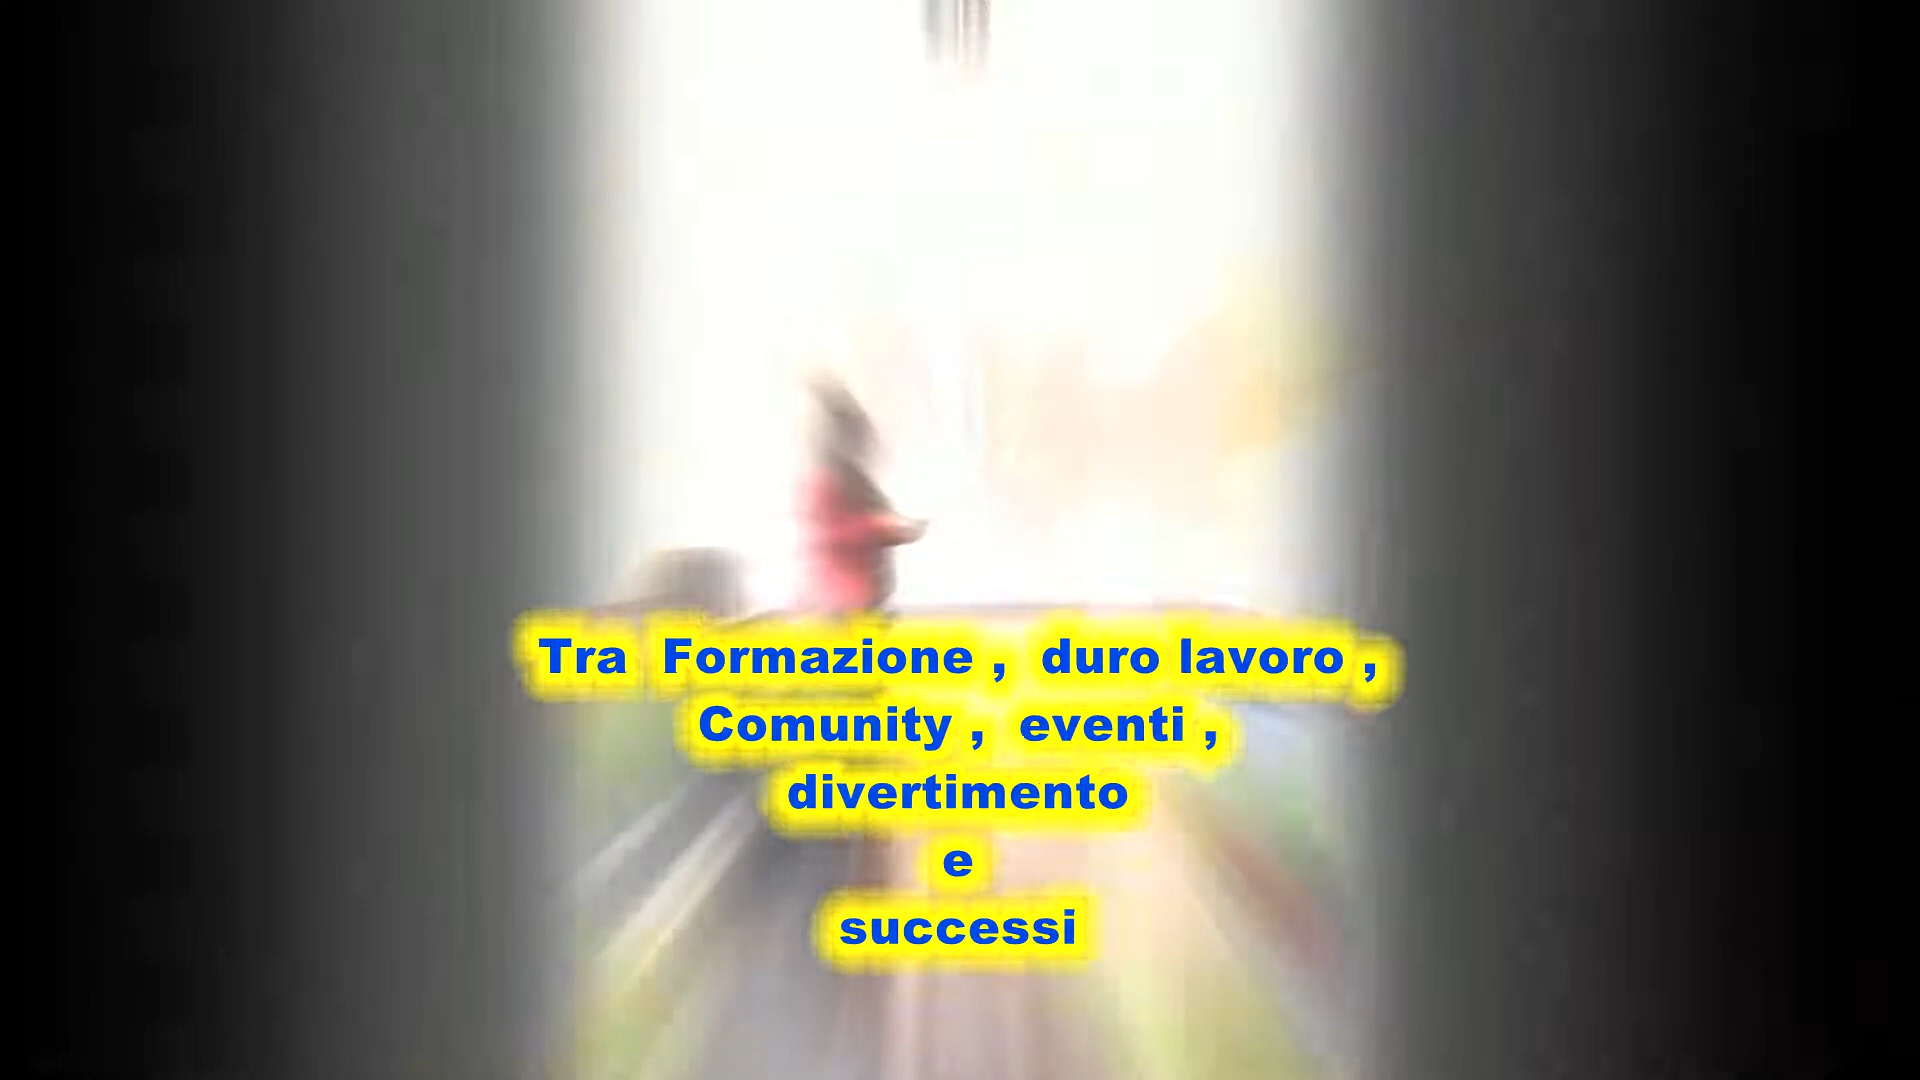 Tra Formazione , duro lavoro ,
Comunity , eventi ,
divertimento
e
successi